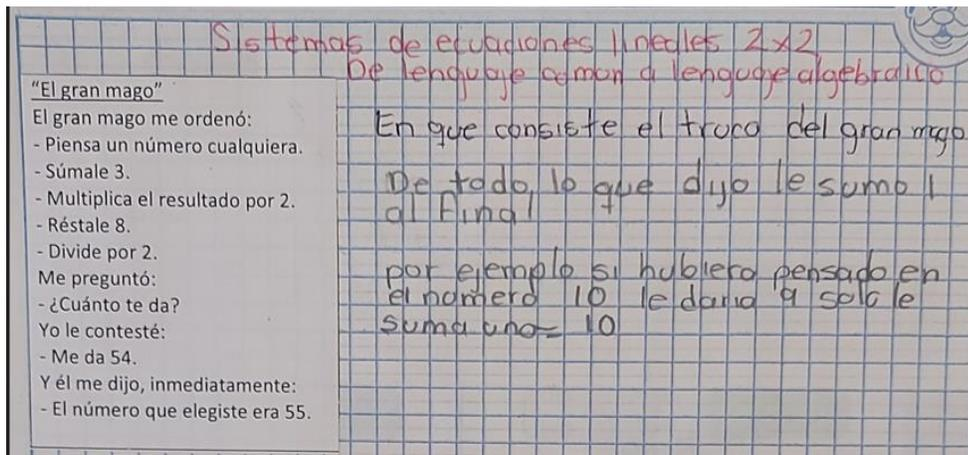 Sistemas de ecuaciones lineales 2x2
De lenguaje comun a lenguaje algebraico
"El gran mago"
El gran mago me ordenó:
- Piensa un número cualquiera.
- Súmale 3.
- Multiplica el resultado por 2.
- Réstale 8.
- Divide por 2.
Me preguntó:
- ¿Cuánto te da?
Yo le contesté:
- Me da 54.
Y él me dijo, inmediatamente:
- El número que elegiste era 55.
En que consiste el truco del gran mago
De todo lo que dijo le sumo 1
al final
por ejemplo si hubiera pensado en
el numero 10 le daria 9 solo le
suma uno = 10